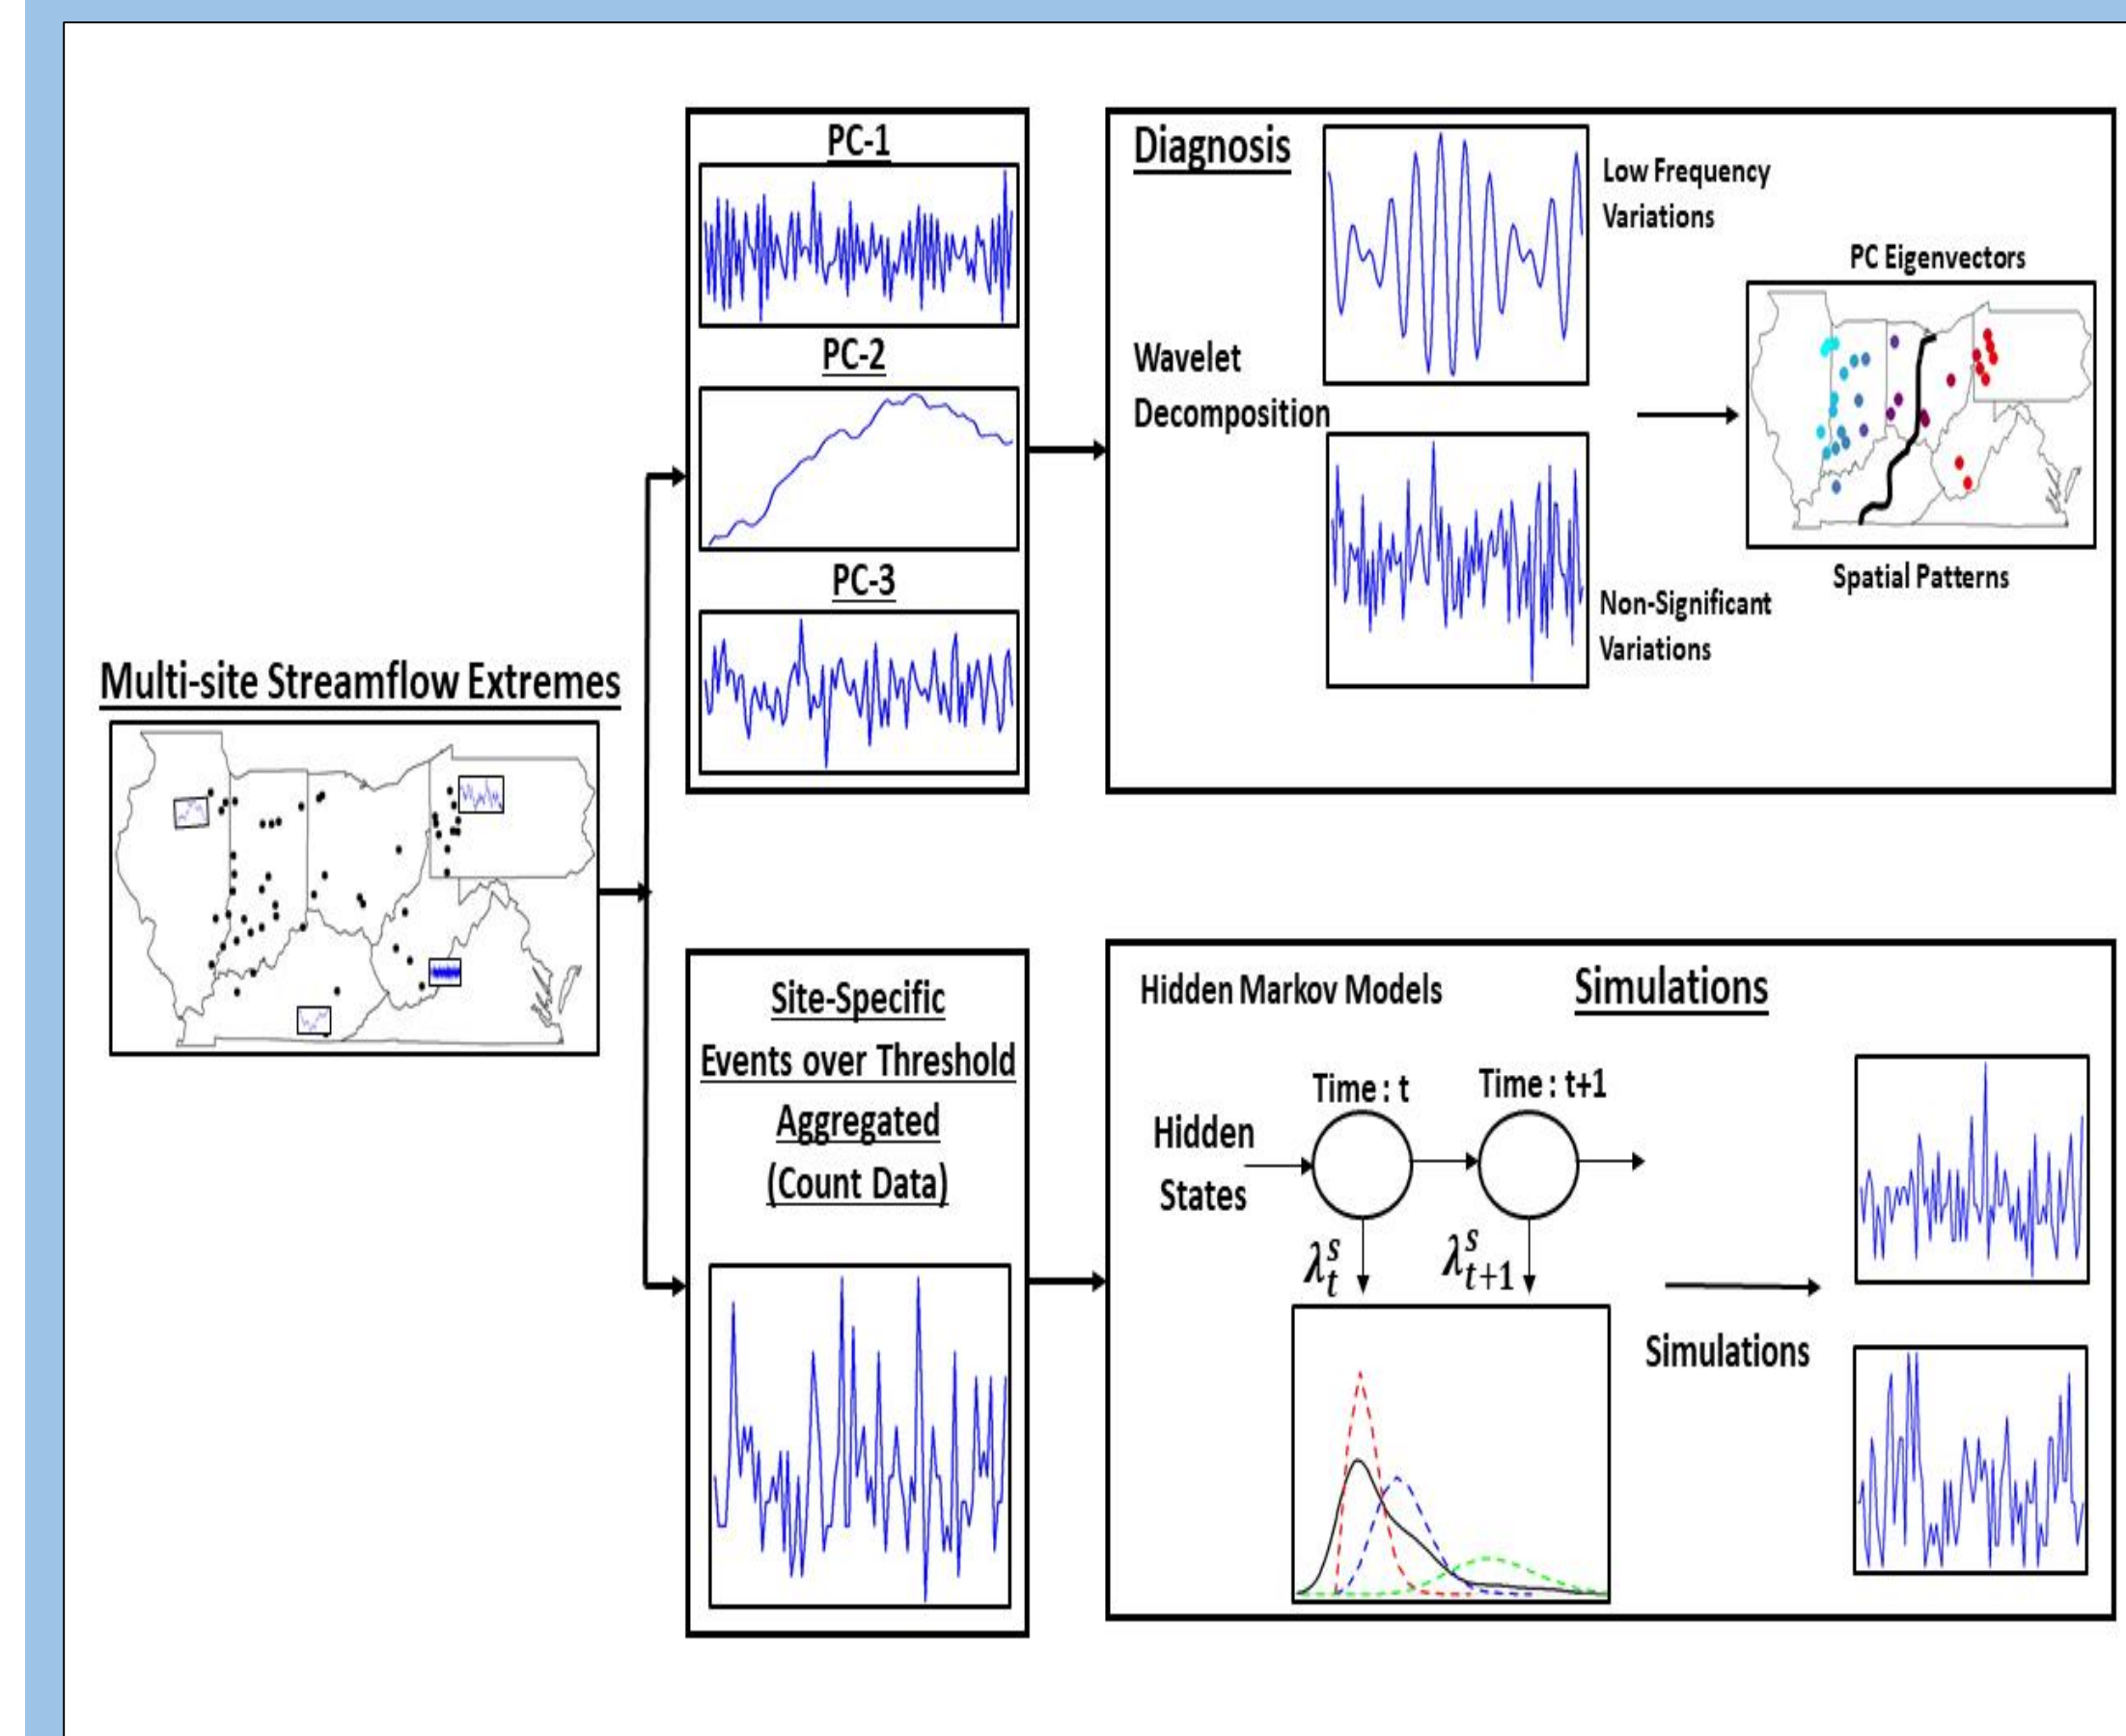 Multi-site Streamflow Extremes
PC-1
PC-2
PC-3
Diagnosis
Low Frequency
Variations
Wavelet
Decomposition
Non-Significant
Variations
PC Eigenvectors
Spatial Patterns
Site-Specific
Events over Threshold
Aggregated
(Count Data)
Hidden Markov Models
Simulations
Time : t
Time : t+1
Hidden
States
λ_t^s
λ_{t+1}^s
Simulations